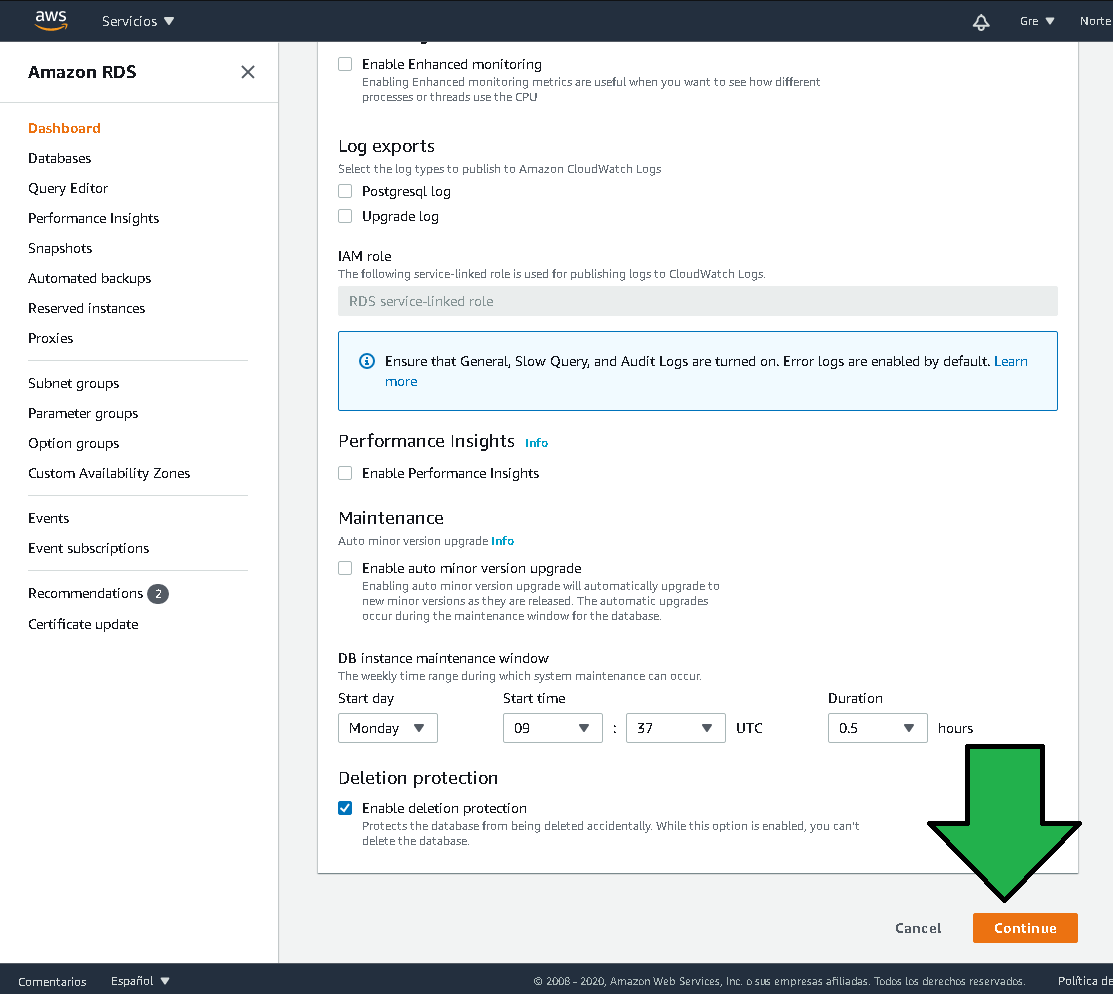 aws
Servicios
Gre
Norte
Amazon RDS
Dashboard
Databases
Query Editor
Performance Insights
Snapshots
Automated backups
Reserved instances
Proxies
Subnet groups
Parameter groups
Option groups
Custom Availability Zones
Events
Event subscriptions
Recommendations 2
Certificate update
Enable Enhanced monitoring
Enabling Enhanced monitoring metrics are useful when you want to see how different
processes or threads use the CPU
Log exports
Select the log types to publish to Amazon CloudWatch Logs
Postgresql log
Upgrade log
IAM role
The following service-linked role is used for publishing logs to CloudWatch Logs.
RDS service-linked role
Ensure that General, Slow Query, and Audit Logs are turned on. Error logs are enabled by default. Learn
more
Performance Insights Info
Enable Performance Insights
Maintenance
Auto minor version upgrade Info
Enable auto minor version upgrade
Enabling auto minor version upgrade will automatically upgrade to
new minor versions as they are released. The automatic upgrades
occur during the maintenance window for the database.
DB instance maintenance window
The weekly time range during which system maintenance can occur.
Start day Start time Duration
Monday 09 : 37 UTC 0.5 hours
Deletion protection
Enable deletion protection
Protects the database from being deleted accidentally. While this option is enabled, you can't
delete the database.
Cancel Continue
Comentarios Español © 2008 - 2020, Amazon Web Services, Inc. o sus empresas afiliadas. Todos los derechos reservados. Política de